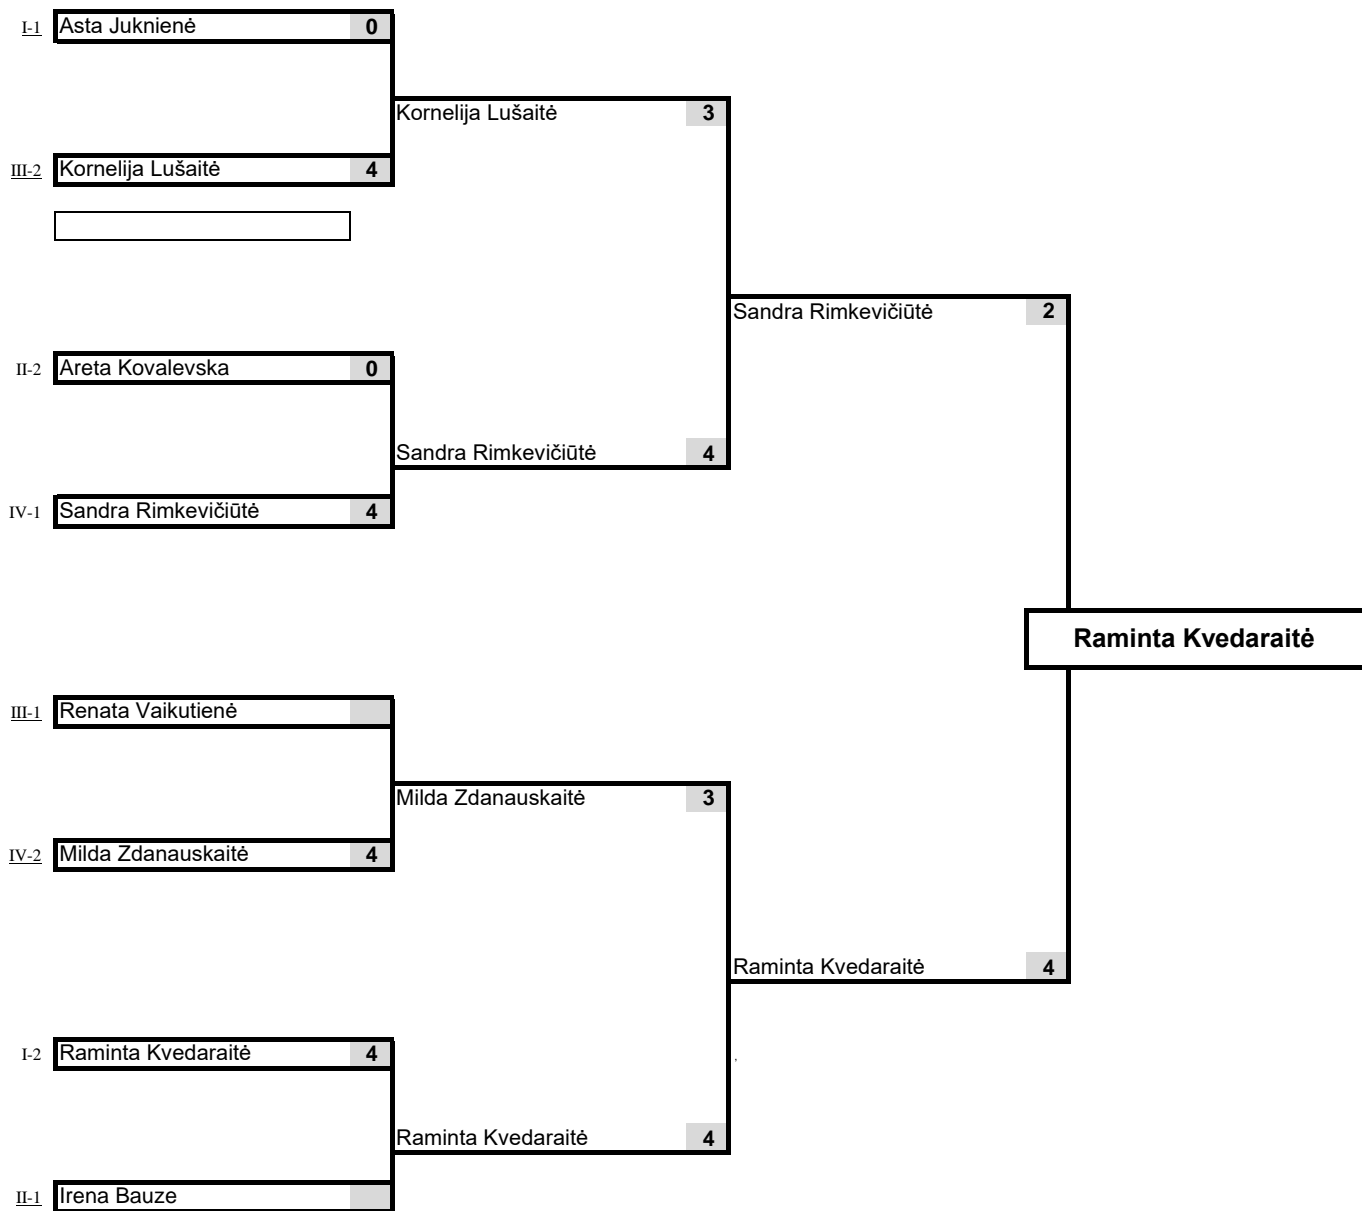 I-1 Asta Juknienė 0
Kornelija Lušaitė 3
III-2 Kornelija Lušaitė 4
Sandra Rimkevičiūtė 2
II-2 Areta Kovalevska 0
Sandra Rimkevičiūtė 4
IV-1 Sandra Rimkevičiūtė 4
Raminta Kvedaraitė
III-1 Renata Vaikutienė
Milda Zdanauskaitė 3
IV-2 Milda Zdanauskaitė 4
Raminta Kvedaraitė 4
I-2 Raminta Kvedaraitė 4
,
Raminta Kvedaraitė 4
II-1 Irena Bauze